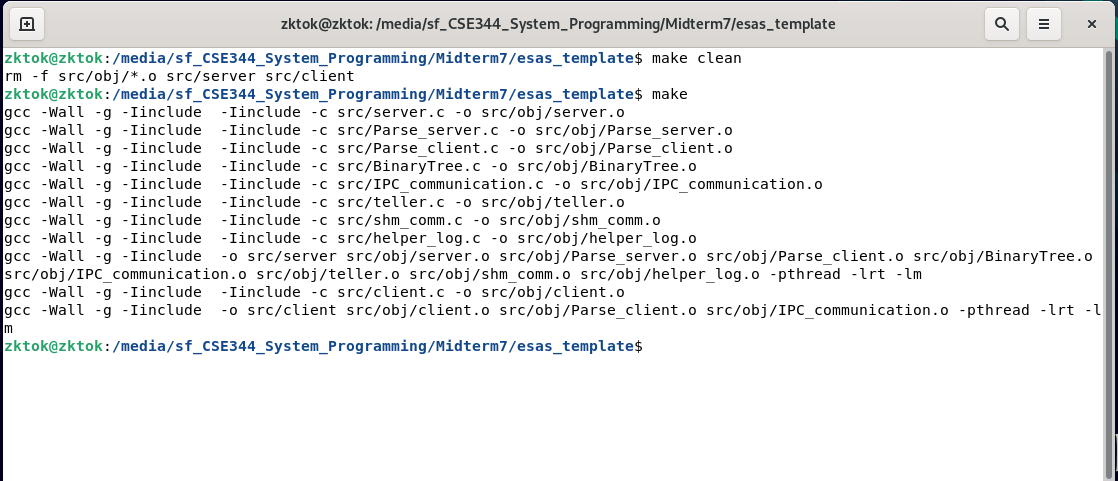 zktok@zktok: /media/sf_CSE344_System_Programming/Midterm7/esas_template
zktok@zktok:/media/sf_CSE344_System_Programming/Midterm7/esas_template$ make clean
rm -f src/obj/*.o src/server src/client
zktok@zktok:/media/sf_CSE344_System_Programming/Midterm7/esas_template$ make
gcc -Wall -g -Iinclude  -Iinclude -c src/server.c -o src/obj/server.o
gcc -Wall -g -Iinclude  -Iinclude -c src/Parse_server.c -o src/obj/Parse_server.o
gcc -Wall -g -Iinclude  -Iinclude -c src/Parse_client.c -o src/obj/Parse_client.o
gcc -Wall -g -Iinclude  -Iinclude -c src/BinaryTree.c -o src/obj/BinaryTree.o
gcc -Wall -g -Iinclude  -Iinclude -c src/IPC_communication.c -o src/obj/IPC_communication.o
gcc -Wall -g -Iinclude  -Iinclude -c src/teller.c -o src/obj/teller.o
gcc -Wall -g -Iinclude  -Iinclude -c src/shm_comm.c -o src/obj/shm_comm.o
gcc -Wall -g -Iinclude  -Iinclude -c src/helper_log.c -o src/obj/helper_log.o
gcc -Wall -g -Iinclude  -o src/server src/obj/server.o src/obj/Parse_server.o src/obj/Parse_client.o src/obj/BinaryTree.o
src/obj/IPC_communication.o src/obj/teller.o src/obj/shm_comm.o src/obj/helper_log.o -pthread -lrt -lm
gcc -Wall -g -Iinclude  -Iinclude -c src/client.c -o src/obj/client.o
gcc -Wall -g -Iinclude  -o src/client src/obj/client.o src/obj/Parse_client.o src/obj/IPC_communication.o -pthread -lrt -l
m
zktok@zktok:/media/sf_CSE344_System_Programming/Midterm7/esas_template$